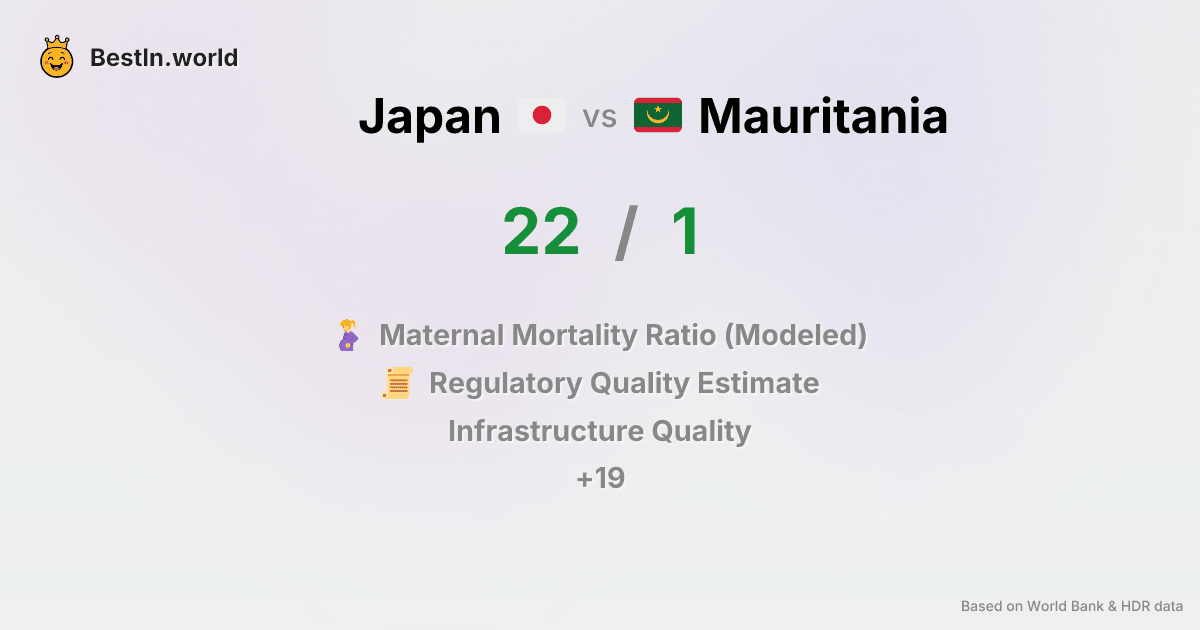 BestIn.world
Japan vs Mauritania
22 / 1
Maternal Mortality Ratio (Modeled)
Regulatory Quality Estimate
Infrastructure Quality
+19
Based on World Bank & HDR data